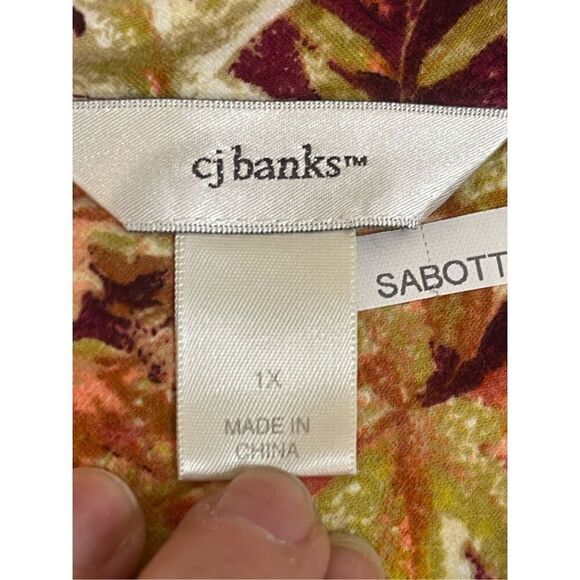 cj banks™
SABOTT
1X
MADE IN
CHINA